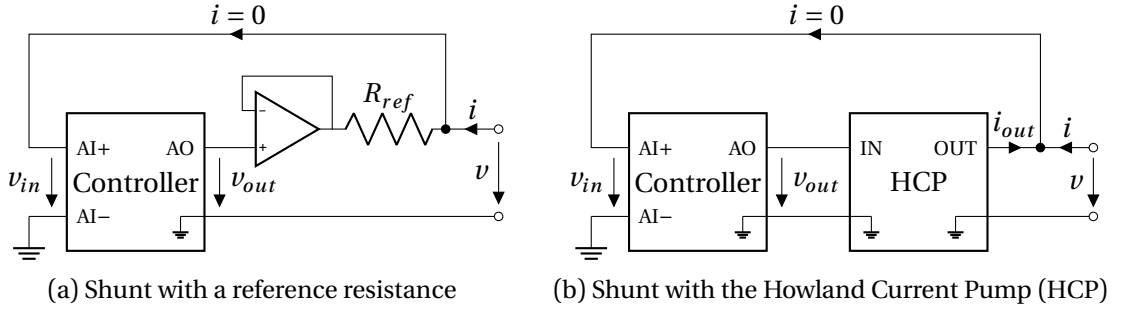 i = 0
R_ref
−
+
i
AI+
AO
v_in
Controller
v_out
v
AI−
(a) Shunt with a reference resistance
i = 0
i_out
i
AI+
AO
IN
OUT
v_in
Controller
v_out
HCP
v
AI−
(b) Shunt with the Howland Current Pump (HCP)